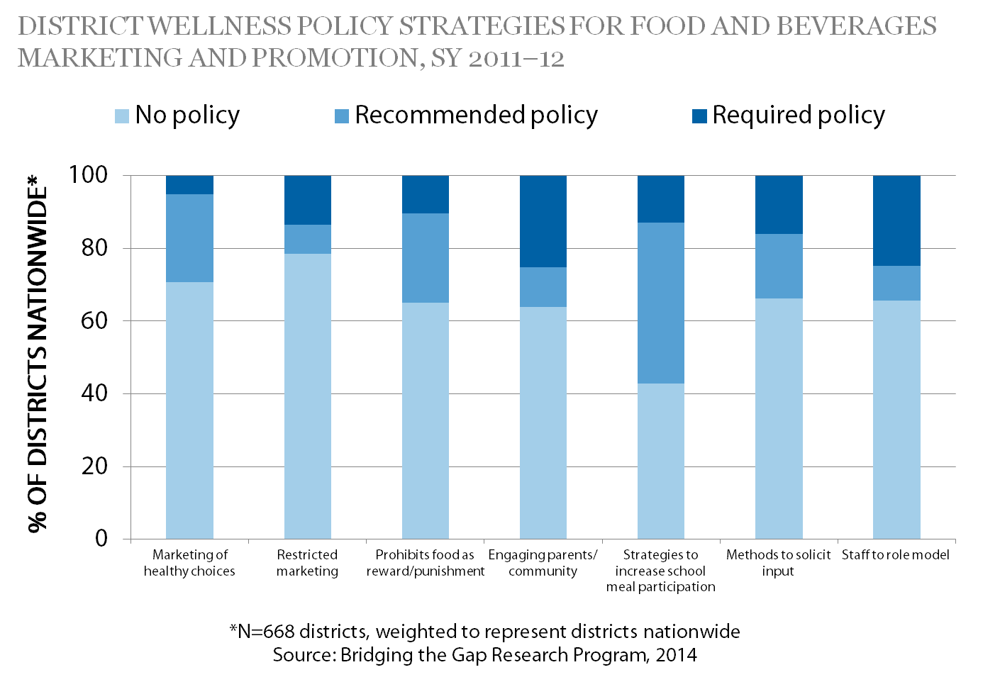 DISTRICT WELLNESS POLICY STRATEGIES FOR FOOD AND BEVERAGES
MARKETING AND PROMOTION, SY 2011–12
No policy
Recommended policy
Required policy
% OF DISTRICTS NATIONWIDE*
100
80
60
40
20
0
Marketing of
healthy choices
Restricted
marketing
Prohibits food as
reward/punishment
Engaging parents/
community
Strategies to
increase school
meal participation
Methods to solicit
input
Staff to role model
*N=668 districts, weighted to represent districts nationwide
Source: Bridging the Gap Research Program, 2014